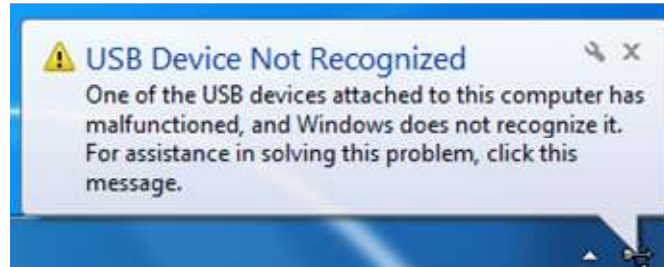 USB Device Not Recognized
One of the USB devices attached to this computer has
malfunctioned, and Windows does not recognize it.
For assistance in solving this problem, click this
message.